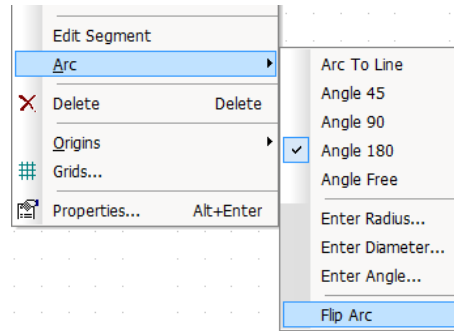 Edit Segment
Arc
Delete Delete
Origins
Grids...
Properties... Alt+Enter
Arc To Line
Angle 45
Angle 90
Angle 180
Angle Free
Enter Radius...
Enter Diameter...
Enter Angle...
Flip Arc